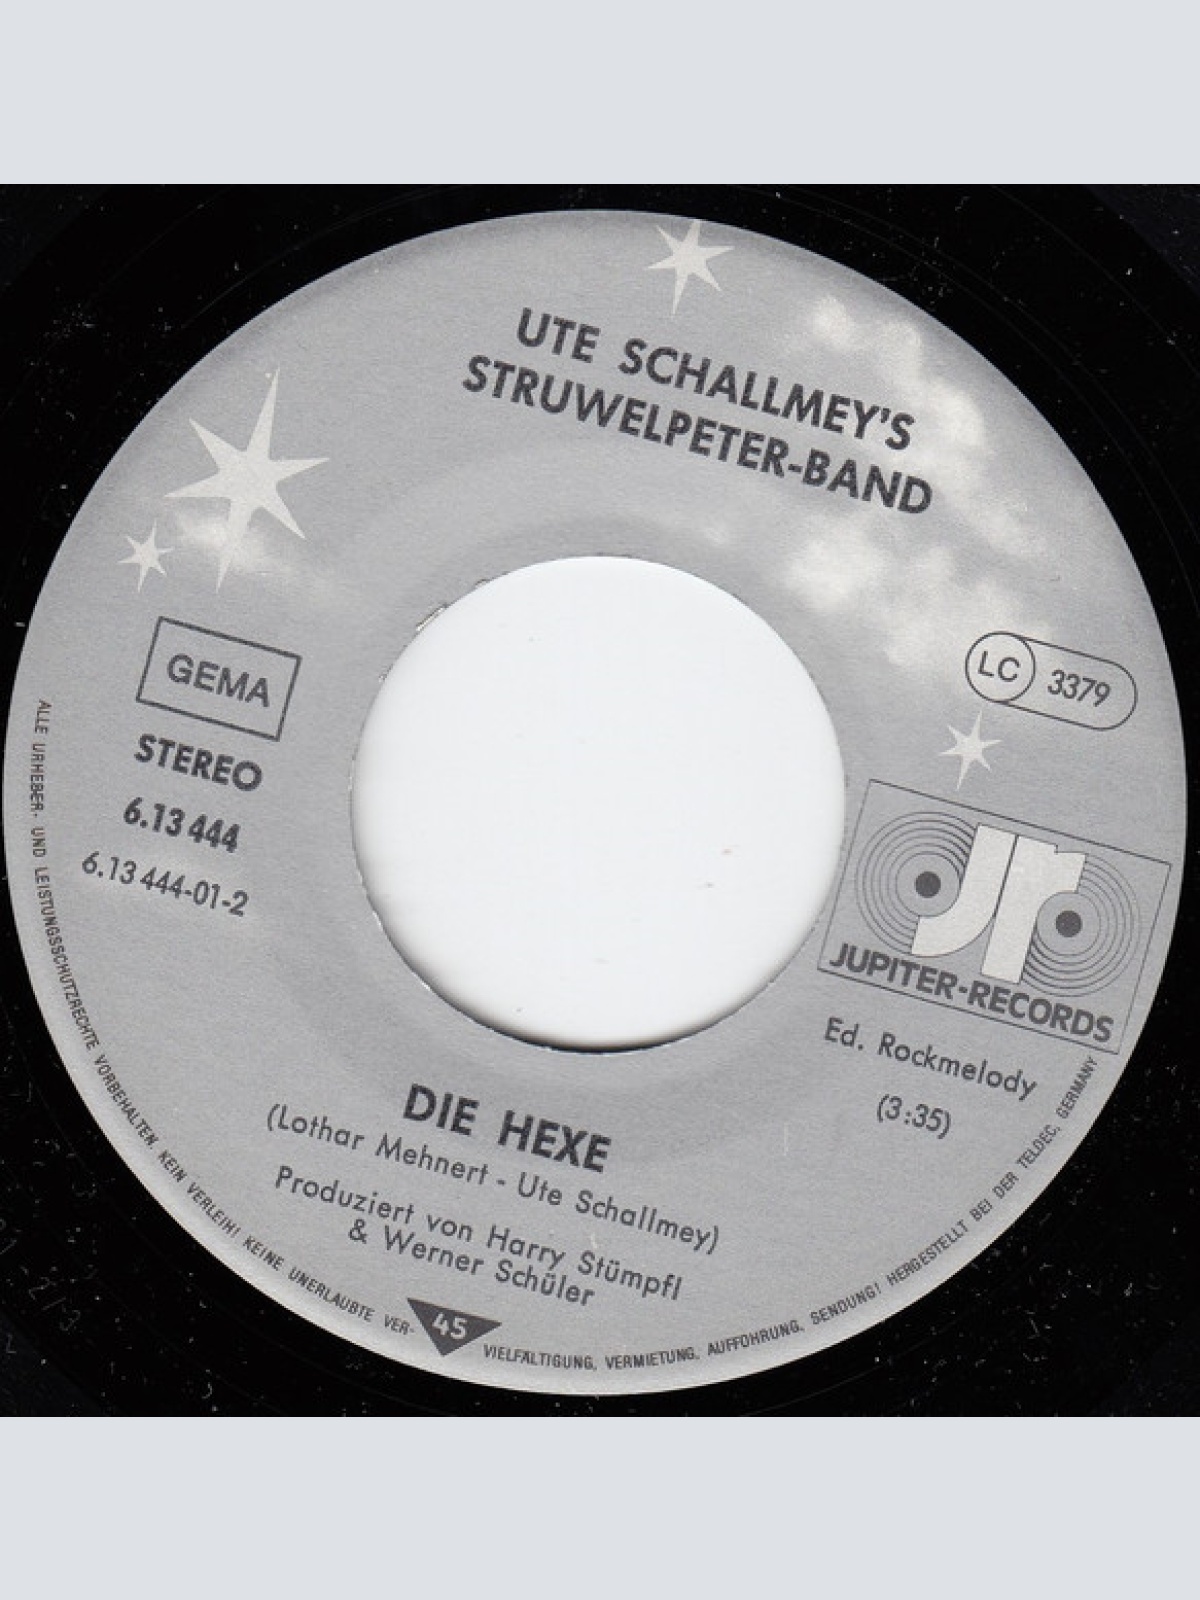 UTE SCHALLMEY'S
STRUWELPETER-BAND
GEMA
STEREO
6.13 444
6.13 444-01-2
LC 3379
jr
JUPITER-RECORDS
Ed. Rockmelody
(3:35)
DIE HEXE
(Lothar Mehnert - Ute Schallmey)
Produziert von Harry Stümpfl
& Werner Schüler
45
ALLE URHEBER- UND LEISTUNGSSCHUTZRECHTE VORBEHALTEN. KEIN VERLEIH! KEINE UNERLAUBTE VER-
VIELFÄLTIGUNG, VERMIETUNG, AUFFÜHRUNG, SENDUNG! HERGESTELLT BEI DER TELDEC, GERMANY